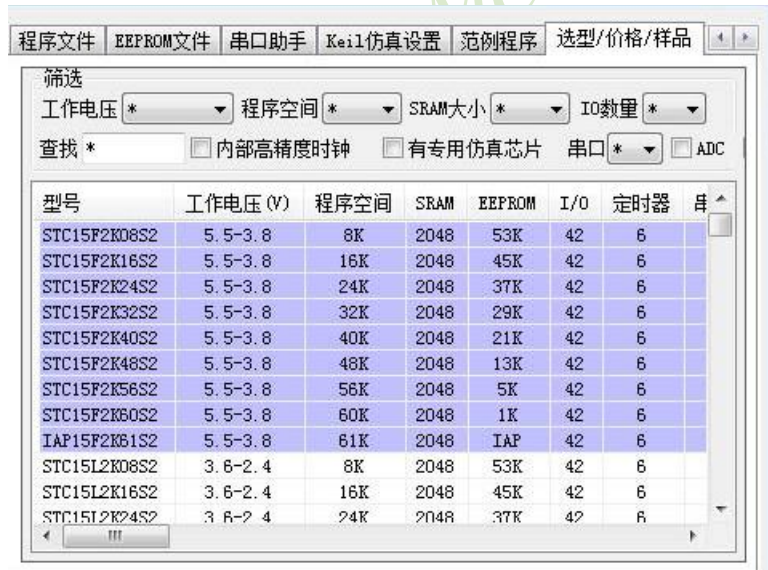 程序文件 EEPROM文件 串口助手 Keil仿真设置 范例程序 选型/价格/样品
筛选
工作电压 * 程序空间 * SRAM大小 * IO数量 *
查找 * 内部高精度时钟 有专用仿真芯片 串口 * ADC
型号 工作电压(V) 程序空间 SRAM EEPROM I/O 定时器 串
STC15F2K08S2 5.5-3.8 8K 2048 53K 42 6
STC15F2K16S2 5.5-3.8 16K 2048 45K 42 6
STC15F2K24S2 5.5-3.8 24K 2048 37K 42 6
STC15F2K32S2 5.5-3.8 32K 2048 29K 42 6
STC15F2K40S2 5.5-3.8 40K 2048 21K 42 6
STC15F2K48S2 5.5-3.8 48K 2048 13K 42 6
STC15F2K56S2 5.5-3.8 56K 2048 5K 42 6
STC15F2K60S2 5.5-3.8 60K 2048 1K 42 6
IAP15F2K61S2 5.5-3.8 61K 2048 IAP 42 6
STC15L2K08S2 3.6-2.4 8K 2048 53K 42 6
STC15L2K16S2 3.6-2.4 16K 2048 45K 42 6
STC15L2K24S2 3.6-2.4 24K 2048 37K 42 6